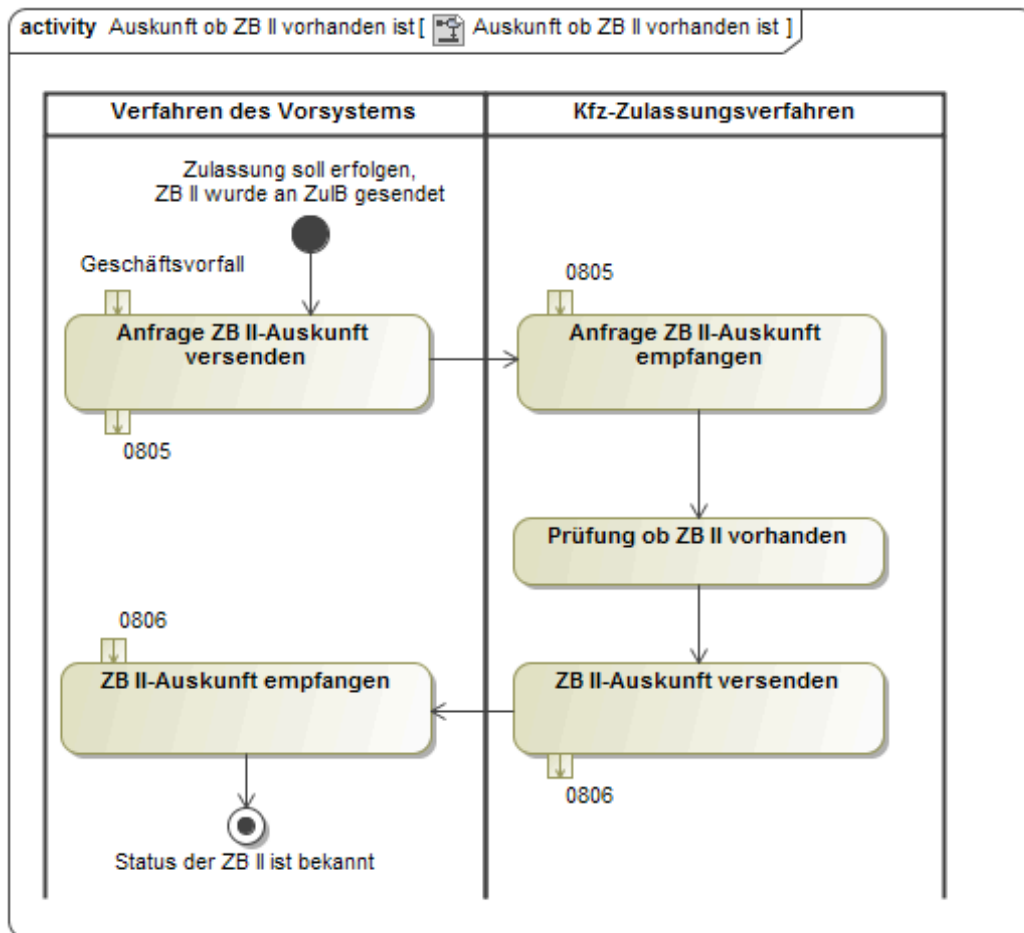 activity Auskunft ob ZB II vorhanden ist [ Auskunft ob ZB II vorhanden ist ]
Verfahren des Vorsystems
Kfz-Zulassungsverfahren
Zulassung soll erfolgen,
ZB II wurde an ZulB gesendet
Geschäftsvorfall
0805
Anfrage ZB II-Auskunft
versenden
Anfrage ZB II-Auskunft
empfangen
0805
Prüfung ob ZB II vorhanden
0806
ZB II-Auskunft empfangen
ZB II-Auskunft versenden
0806
Status der ZB II ist bekannt